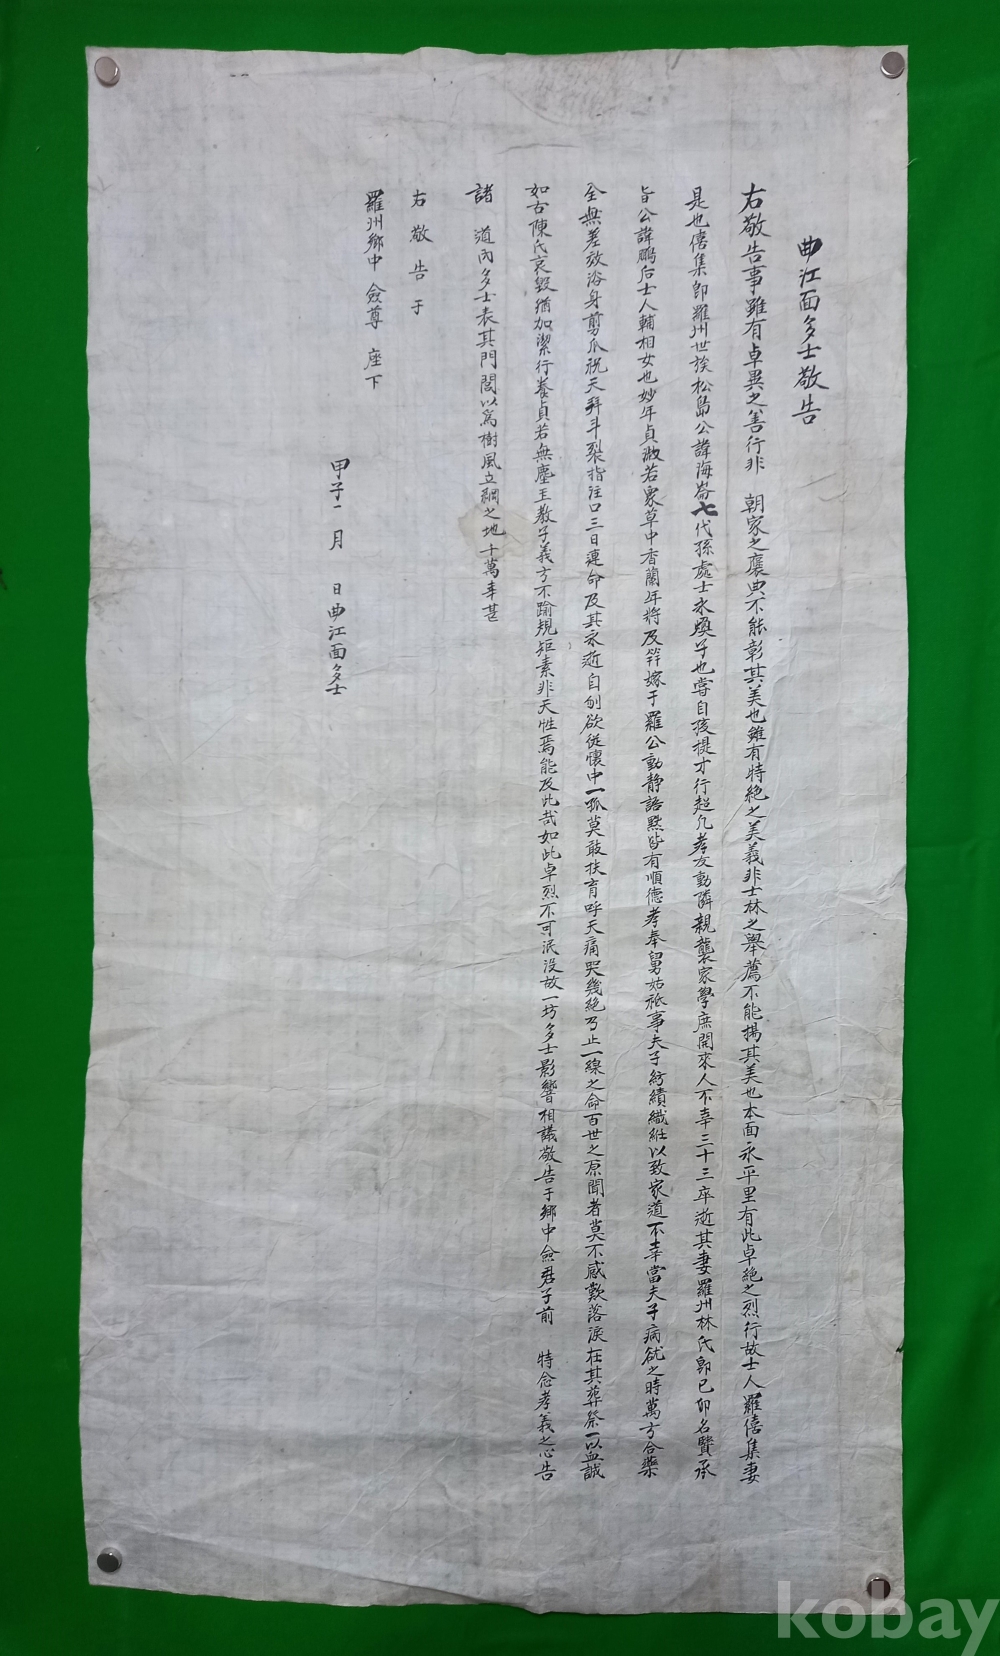 曲江面多士敬告
右敬告事雖有卓異之善行非 朝家之褒典不能彰其美也雖有特絶之美義非士林之擧薦不能揚其美也本面永平里有此卓絶之烈行故士人羅僖集妻
是也僖集卽羅州世族松嵒公諱海崙七代孫處士永煥子也嘗自孩提才行超凡孝友動隣親襲家學庶開來人不幸三十三卒逝其妻羅州林氏卽己卯名賢承
旨公諱鵬后士人輔相女也妙年貞淑若衆草中香蘭年將及笄嫁于羅公動靜語默皆有順德孝奉舅姑祗事夫子紡績織紝以致家道不幸當夫子病㞃之時萬方合藥
全無差效浴身剪爪祝天拜斗裂指注口三日連命及其永逝自刎欲從懷中一孤莫敢扶育呼天痛哭幾絶乃止一線之命百世之原聞者莫不感歎落淚在其葬祭一以血誠
如古陳氏哀毁猶加潔行養貞若無塵玉敎子義方不踰規矩素非天性焉能及此哉如此卓烈不可泯沒故一坊多士影響相議敬告于鄕中僉君子前 特念孝義之心告
諸 道內多士表其門閭以爲樹風立綱之地千萬幸甚
右敬告于
羅州鄕中 僉尊 座下
甲子一月 日曲江面多士
kobay